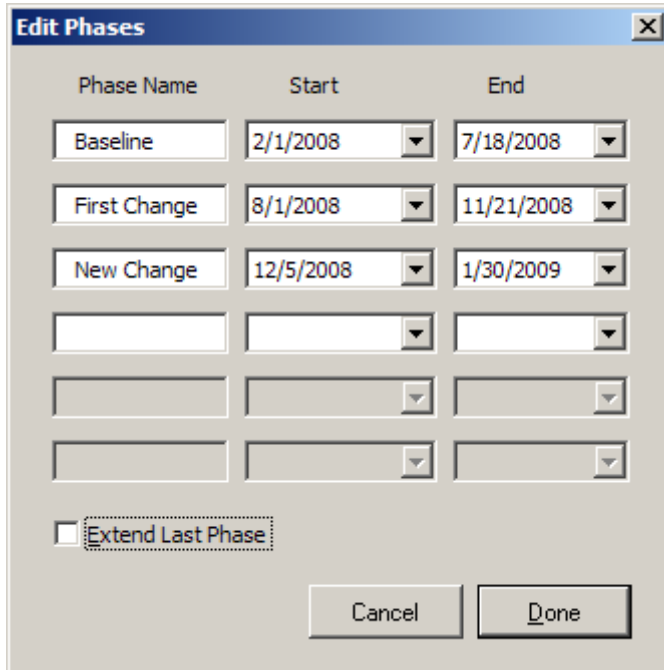 Edit Phases
Phase Name Start End
Baseline 2/1/2008 7/18/2008
First Change 8/1/2008 11/21/2008
New Change 12/5/2008 1/30/2009
Extend Last Phase
Cancel Done